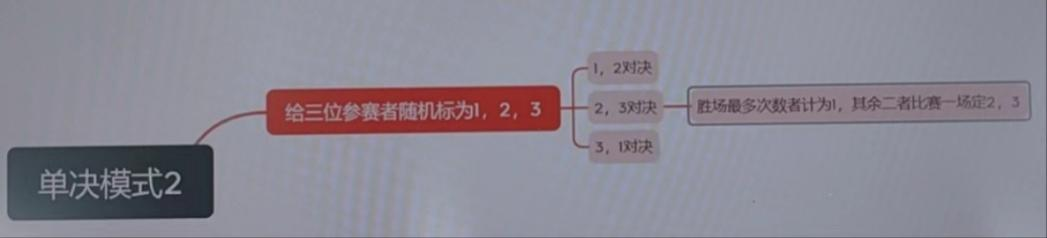 单决模式2
给三位参赛者随机标为1，2，3
1，2对决
2，3对决
3，1对决
胜场最多次数者计为1，其余二者比赛一场定2，3